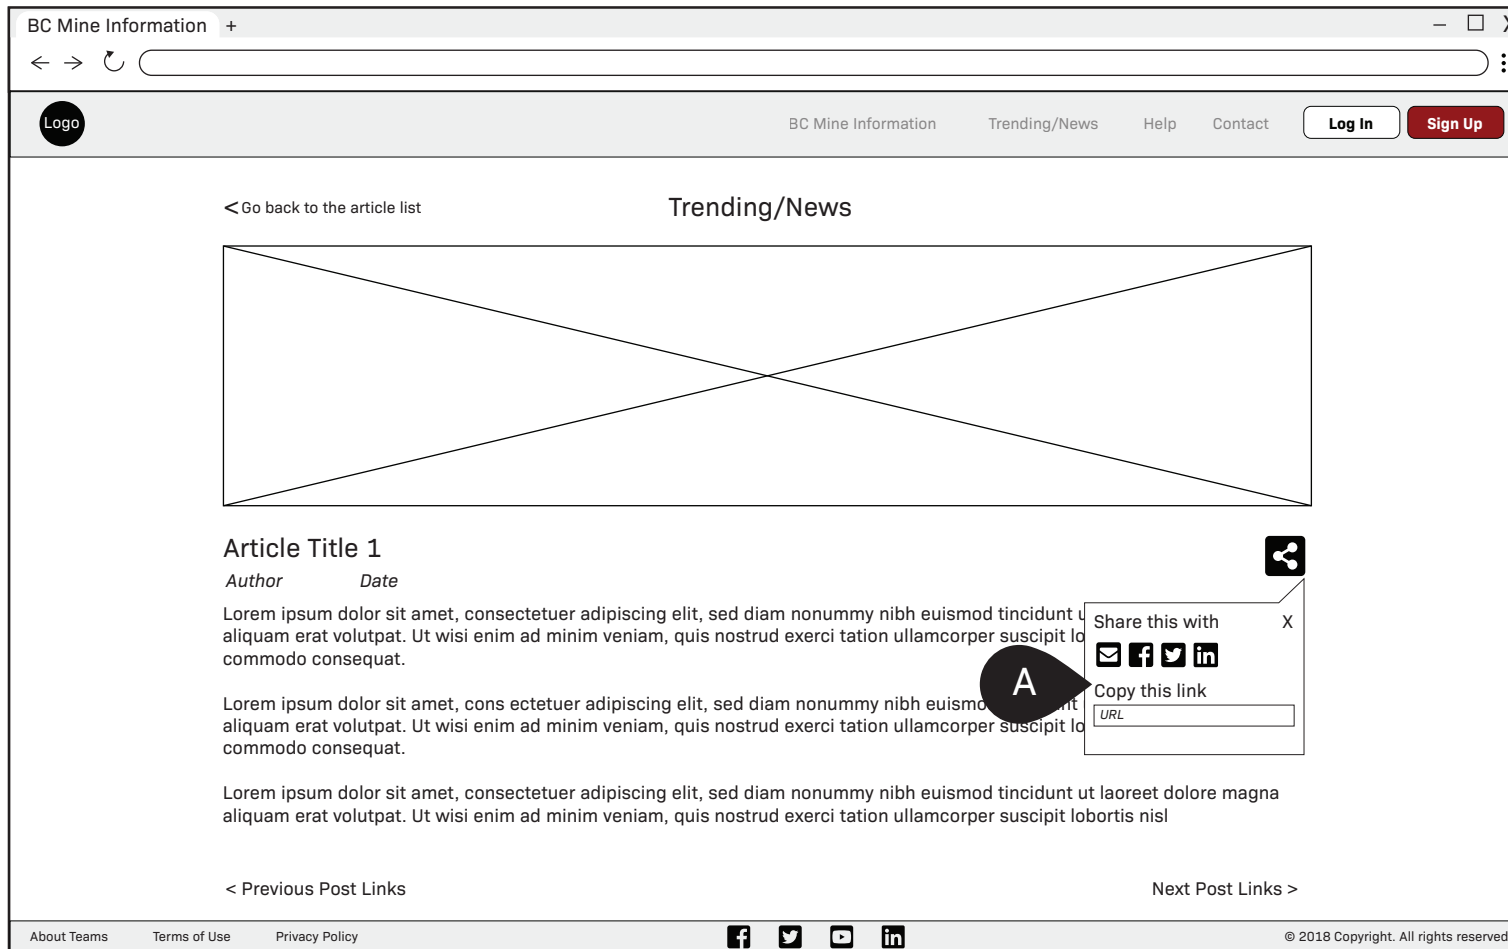 BC Mine Information +
Logo
BC Mine Information Trending/News Help Contact Log In Sign Up
< Go back to the article list
Trending/News
Article Title 1
Author Date
Lorem ipsum dolor sit amet, consectetuer adipiscing elit, sed diam nonummy nibh euismod tincidunt
aliquam erat volutpat. Ut wisi enim ad minim veniam, quis nostrud exerci tation ullamcorper suscipit
commodo consequat.
Share this with X
A
Copy this link
URL
Lorem ipsum dolor sit amet, cons ectetuer adipiscing elit, sed diam nonummy nibh
aliquam erat volutpat. Ut wisi enim ad minim veniam, quis nostrud exerci tation ullamcorper suscipit
commodo consequat.
Lorem ipsum dolor sit amet, consectetuer adipiscing elit, sed diam nonummy nibh euismod tincidunt ut laoreet dolore magna
aliquam erat volutpat. Ut wisi enim ad minim veniam, quis nostrud exerci tation ullamcorper suscipit lobortis nisl
< Previous Post Links
Next Post Links >
About Teams Terms of Use Privacy Policy
© 2018 Copyright. All rights reserved